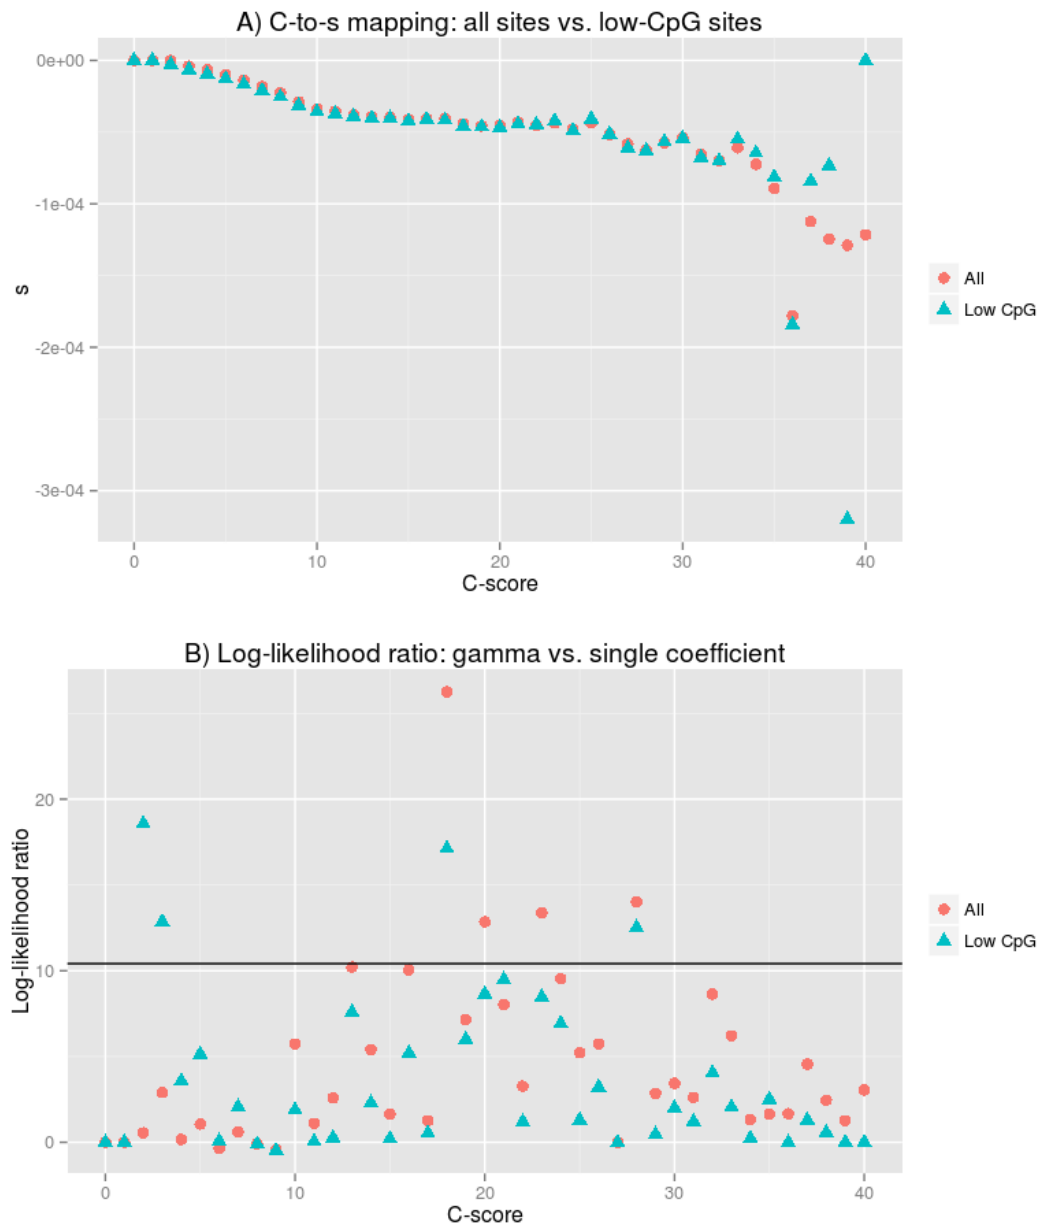 A) C-to-s mapping: all sites vs. low-CpG sites
0e+00
-1e-04
-2e-04
-3e-04
s
0 10 20 30 40
C-score
All
Low CpG
B) Log-likelihood ratio: gamma vs. single coefficient
20
10
0
Log-likelihood ratio
0 10 20 30 40
C-score
All
Low CpG